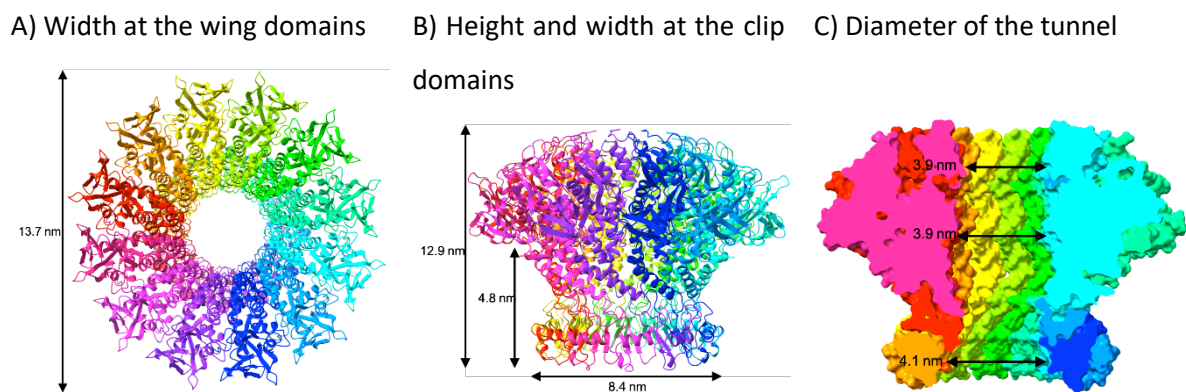 A) Width at the wing domains
B) Height and width at the clip
domains
C) Diameter of the tunnel
13.7 nm
12.9 nm
4.8 nm
8.4 nm
3.9 nm
3.9 nm
4.1 nm